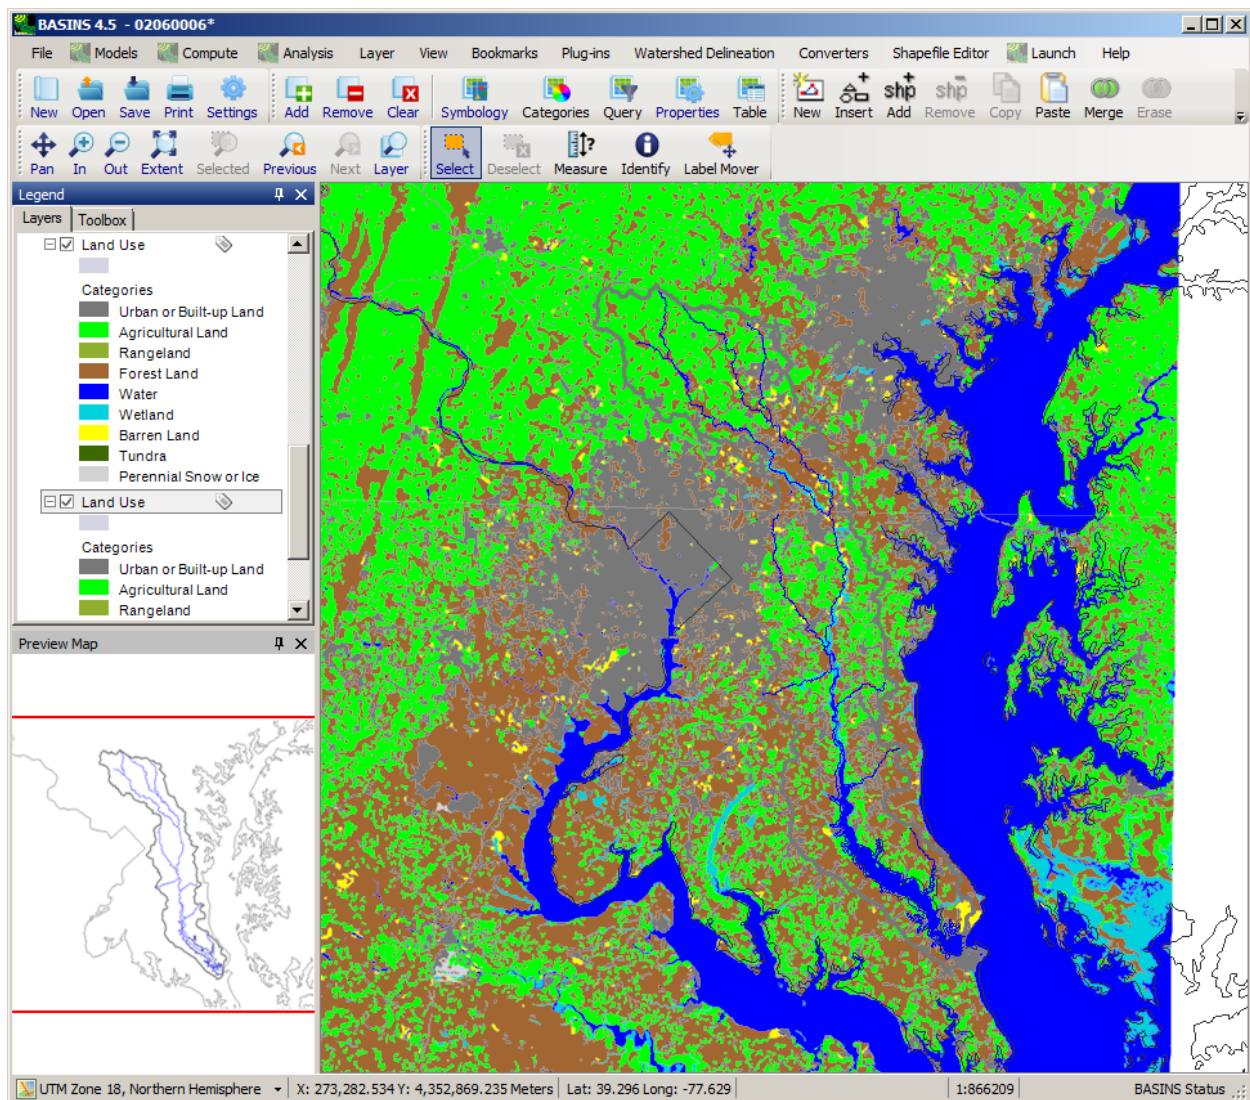 BASINS 4.5 - 02060006*
File Models Compute Analysis Layer View Bookmarks Plug-ins Watershed Delineation Converters Shapefile Editor Launch Help
New Open Save Print Settings Add Remove Clear Symbology Categories Query Properties Table New Insert Add Remove Copy Paste Merge Erase
Pan In Out Extent Selected Previous Next Layer Select Deselect Measure Identify Label Mover
Legend
Layers Toolbox
Land Use
Categories
Urban or Built-up Land
Agricultural Land
Rangeland
Forest Land
Water
Wetland
Barren Land
Tundra
Perennial Snow or Ice
Land Use
Categories
Urban or Built-up Land
Agricultural Land
Rangeland
Preview Map
UTM Zone 18, Northern Hemisphere X: 273,282.534 Y: 4,352,869.235 Meters Lat: 39.296 Long: -77.629 1:866209 BASINS Status